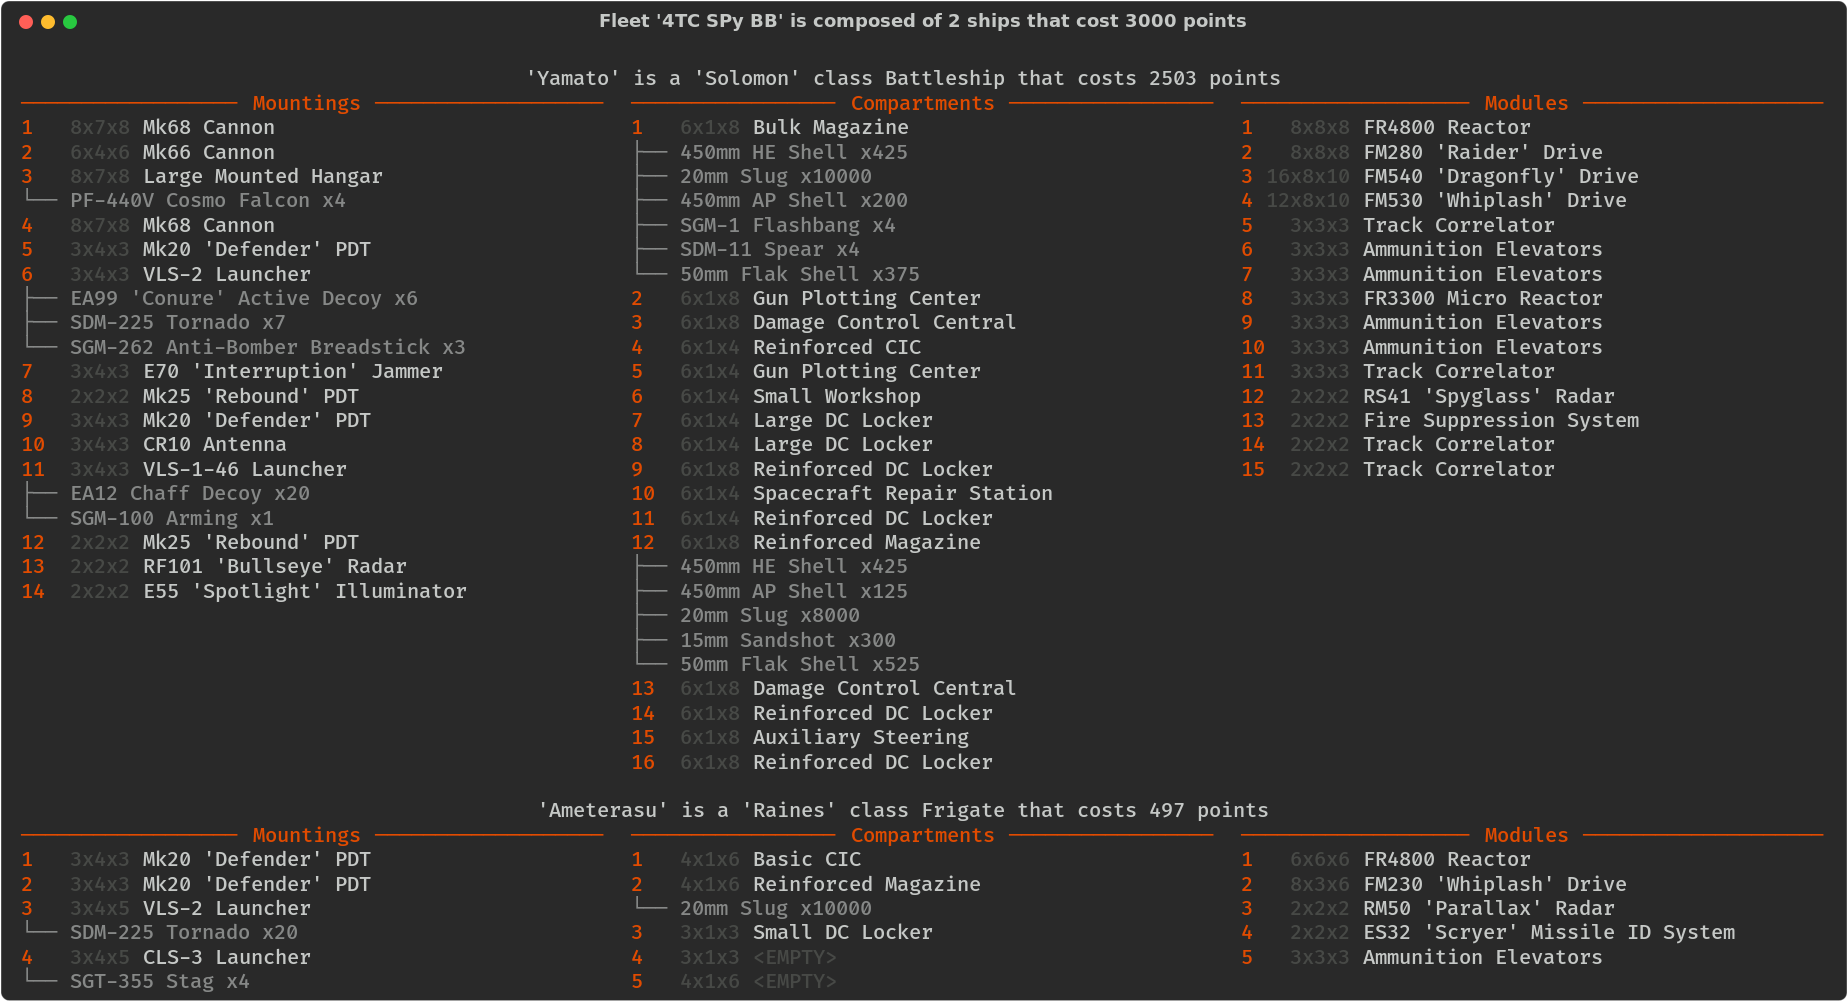 Fleet '4TC SPy BB' is composed of 2 ships that cost 3000 points
'Yamato' is a 'Solomon' class Battleship that costs 2503 points
Mountings
1 8x7x8 Mk68 Cannon
2 6x4x6 Mk66 Cannon
3 8x7x8 Large Mounted Hangar
PF-440V Cosmo Falcon x4
4 8x7x8 Mk68 Cannon
5 3x4x3 Mk20 'Defender' PDT
6 3x4x3 VLS-2 Launcher
EA99 'Conure' Active Decoy x6
SDM-225 Tornado x7
SGM-262 Anti-Bomber Breadstick x3
7 3x4x3 E70 'Interruption' Jammer
8 2x2x2 Mk25 'Rebound' PDT
9 3x4x3 Mk20 'Defender' PDT
10 3x4x3 CR10 Antenna
11 3x4x3 VLS-1-46 Launcher
EA12 Chaff Decoy x20
SGM-100 Arming x1
12 2x2x2 Mk25 'Rebound' PDT
13 2x2x2 RF101 'Bullseye' Radar
14 2x2x2 E55 'Spotlight' Illuminator
Compartments
1 6x1x8 Bulk Magazine
450mm HE Shell x425
20mm Slug x10000
450mm AP Shell x200
SGM-1 Flashbang x4
SDM-11 Spear x4
50mm Flak Shell x375
2 6x1x8 Gun Plotting Center
3 6x1x8 Damage Control Central
4 6x1x4 Reinforced CIC
5 6x1x4 Gun Plotting Center
6 6x1x4 Small Workshop
7 6x1x4 Large DC Locker
8 6x1x4 Large DC Locker
9 6x1x8 Reinforced DC Locker
10 6x1x4 Spacecraft Repair Station
11 6x1x4 Reinforced DC Locker
12 6x1x8 Reinforced Magazine
450mm HE Shell x425
450mm AP Shell x125
20mm Slug x8000
15mm Sandshot x300
50mm Flak Shell x525
13 6x1x8 Damage Control Central
14 6x1x8 Reinforced DC Locker
15 6x1x8 Auxiliary Steering
16 6x1x8 Reinforced DC Locker
Modules
1 8x8x8 FR4800 Reactor
2 8x8x8 FM280 'Raider' Drive
3 16x8x10 FM540 'Dragonfly' Drive
4 12x8x10 FM530 'Whiplash' Drive
5 3x3x3 Track Correlator
6 3x3x3 Ammunition Elevators
7 3x3x3 Ammunition Elevators
8 3x3x3 FR3300 Micro Reactor
9 3x3x3 Ammunition Elevators
10 3x3x3 Ammunition Elevators
11 3x3x3 Track Correlator
12 2x2x2 RS41 'Spyglass' Radar
13 2x2x2 Fire Suppression System
14 2x2x2 Track Correlator
15 2x2x2 Track Correlator
'Ameterasu' is a 'Raines' class Frigate that costs 497 points
Mountings
1 3x4x3 Mk20 'Defender' PDT
2 3x4x3 Mk20 'Defender' PDT
3 3x4x5 VLS-2 Launcher
SDM-225 Tornado x20
4 3x4x5 CLS-3 Launcher
SGT-355 Stag x4
Compartments
1 4x1x6 Basic CIC
2 4x1x6 Reinforced Magazine
20mm Slug x10000
3 3x1x3 Small DC Locker
4 3x1x3 <EMPTY>
5 4x1x6 <EMPTY>
Modules
1 6x6x6 FR4800 Reactor
2 8x3x6 FM230 'Whiplash' Drive
3 2x2x2 RM50 'Parallax' Radar
4 2x2x2 ES32 'Scryer' Missile ID System
5 3x3x3 Ammunition Elevators